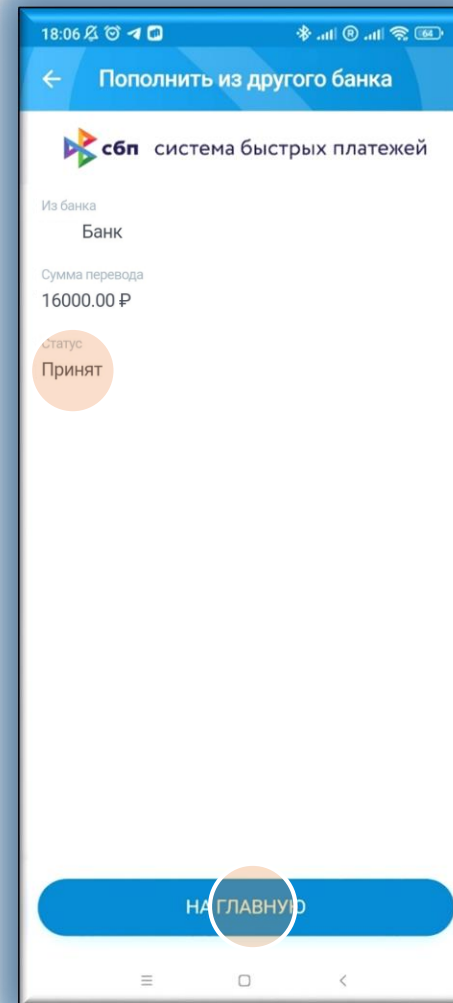 18:06
64
Пополнить из другого банка
сбп система быстрых платежей
Из банка
Банк
Сумма перевода
16000.00 ₽
Статус
Принят
НА ГЛАВНУЮ